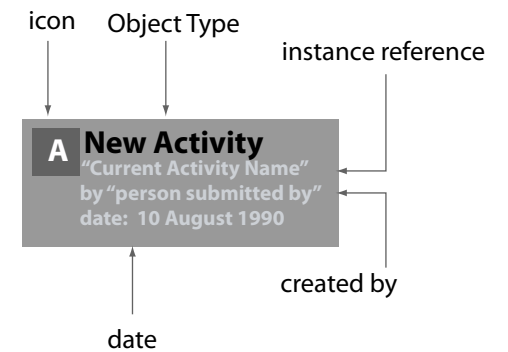 icon
Object Type
instance reference
A
New Activity
“Current Activity Name”
by “person submitted by”
date: 10 August 1990
created by
date